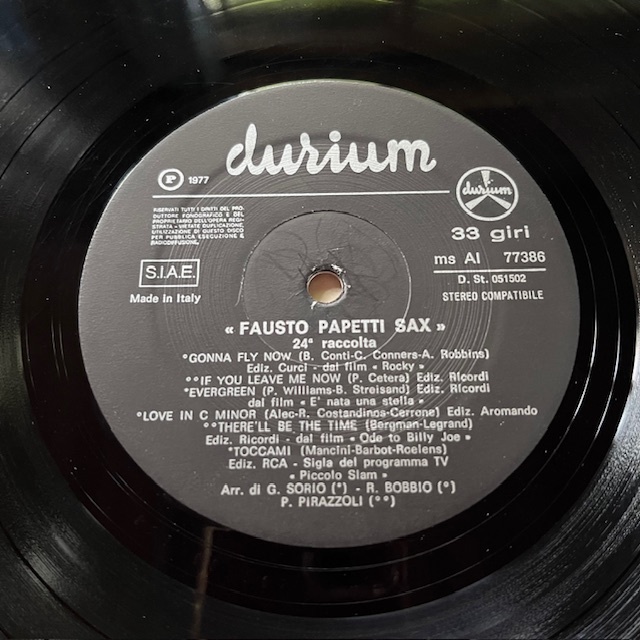 durium
P 1977
durium
RISERVATI TUTTI I DIRITTI DEL PRO-
DUTTORE FONOGRAFICO E DEL
PROPRIETARIO DELL'OPERA REGI-
STRATA - VIETATE DUPLICAZIONE,
UTILIZZAZIONE DI QUESTO DISCO
PER PUBBLICA ESECUZIONE E
RADIODIFFUSIONE.
33 giri
ms AI 77386
D. St. 051502
STEREO COMPATIBILE
S.I.A.E.
Made in Italy
« FAUSTO PAPETTI SAX »
24ª raccolta
°GONNA FLY NOW (B. Conti-C. Conners-A. Robbins)
Ediz. Curci - dal film « Rocky »
°°IF YOU LEAVE ME NOW (P. Cetera) Ediz. Ricordi
°EVERGREEN (P. Williams-B. Streisand) Ediz. Ricordi
dal film « E' nata una stella »
°LOVE IN C MINOR (Alec-R. Costandinos-Cerrone) Ediz. Aromando
°°THERE'LL BE THE TIME (Bergman-Legrand)
Ediz. Ricordi - dal film « Ode to Billy Joe »
°TOCCAMI (Mancini-Barbot-Rcelens)
Ediz. RCA - Sigla del programma TV
« Piccolo Slam »
Arr. di G. SORIO (°) - R. BOBBIO (°)
P. PIRAZZOLI (°°)